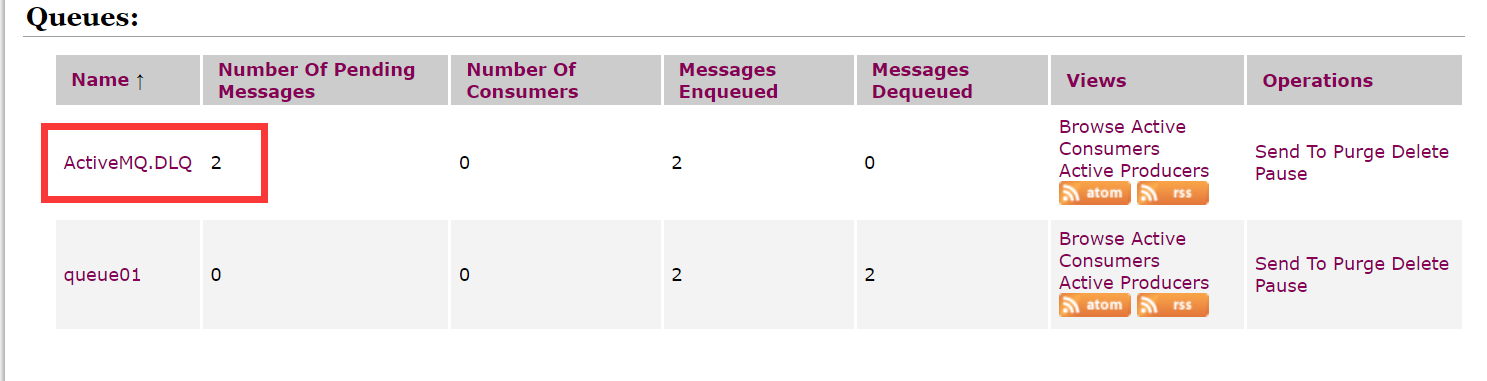 Queues:
Name ↑ Number Of Pending Messages Number Of Consumers Messages Enqueued Messages Dequeued Views Operations
ActiveMQ.DLQ 2 0 2 0 Browse Active Consumers Active Producers atom rss Send To Purge Delete Pause
queue01 0 0 2 2 Browse Active Consumers Active Producers atom rss Send To Purge Delete Pause